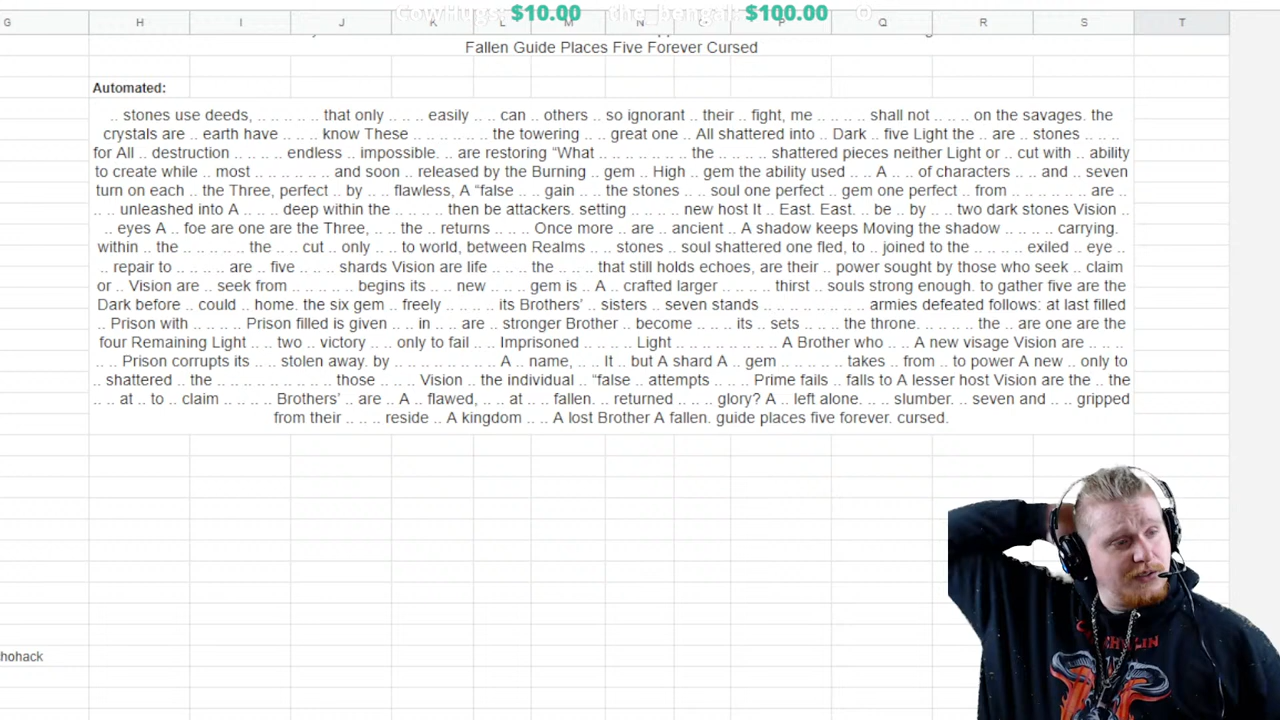 CowHugs: $10.00 the_bengal: $100.00
G H I J K L M N O P Q R S T
Fallen Guide Places Five Forever Cursed
Automated:
.. stones use deeds, .. .. .. .. that only .. .. .. easily .. .. can .. others .. so ignorant .. their .. fight, me .. .. .. .. shall not .. .. .. on the savages. the
crystals are .. earth have .. .. .. know These .. .. .. .. .. .. the towering .. great one .. All shattered into .. Dark .. five Light the .. are .. stones .. .. ..
for All .. destruction .. .. .. .. endless .. impossible. .. are restoring “What .. .. .. .. .. .. the .. .. .. .. shattered pieces neither Light or .. cut with .. ability
to create while .. most .. .. .. .. and soon .. released by the Burning .. gem .. High .. gem the ability used .. .. A .. .. of characters .. .. and .. seven
turn on each .. the Three, perfect .. by .. .. flawless, A “false .. .. gain .. .. the stones .. .. soul one perfect .. gem one perfect .. from .. .. .. .. .. .. are ..
.. .. unleashed into A .. .. .. .. deep within the .. .. .. .. then be attackers. setting .. .. .. new host It .. East. East. .. be .. by .. .. two dark stones Vision ..
.. eyes A .. foe are one are the Three, .. .. the .. returns .. .. .. Once more .. are .. ancient .. A shadow keeps Moving the shadow .. .. .. .. carrying.
within .. the .. .. .. .. the .. .. cut .. only .. .. to world, between Realms .. .. stones .. soul shattered one fled, to .. joined to the .. .. .. .. exiled .. eye ..
.. repair to .. .. .. .. are .. five .. .. .. shards Vision are life .. .. .. the .. .. .. that still holds echoes, are their .. power sought by those who seek .. claim
or .. Vision are .. seek from .. .. .. .. begins its .. .. new .. .. gem is .. A .. crafted larger .. .. .. .. thirst .. souls strong enough. to gather five are the
Dark before .. could .. home. the six gem .. freely .. .. .. its Brothers’ .. sisters .. seven stands .. .. .. .. .. .. .. .. armies defeated follows: at last filled
.. Prison with .. .. .. .. Prison filled is given .. .. in .. .. are .. stronger Brother .. become .. .. its .. sets .. .. .. the throne. .. .. .. the .. are one are the
four Remaining Light .. .. two .. victory .. .. only to fail .. .. Imprisoned .. .. .. Light .. .. .. .. .. .. A Brother who .. .. A new visage Vision are .. .. ..
.. .. Prison corrupts its .. .. stolen away. by .. .. .. .. .. .. .. .. A .. name, .. .. It .. but A shard A .. gem .. .. .. .. .. takes .. from .. to power A new .. only to
.. shattered .. the .. .. .. .. .. .. .. .. .. those .. .. .. Vision .. the individual .. “false .. attempts .. .. .. Prime fails .. falls to A lesser host Vision are the .. the
.. .. at .. to .. claim .. .. .. .. Brothers’ .. are .. A .. flawed, .. .. at .. .. fallen. .. returned .. .. glory? A .. left alone. .. .. slumber. .. seven and .. .. gripped
from their .. .. .. reside .. A kingdom .. .. A lost Brother A fallen. guide places five forever. cursed.
hohack